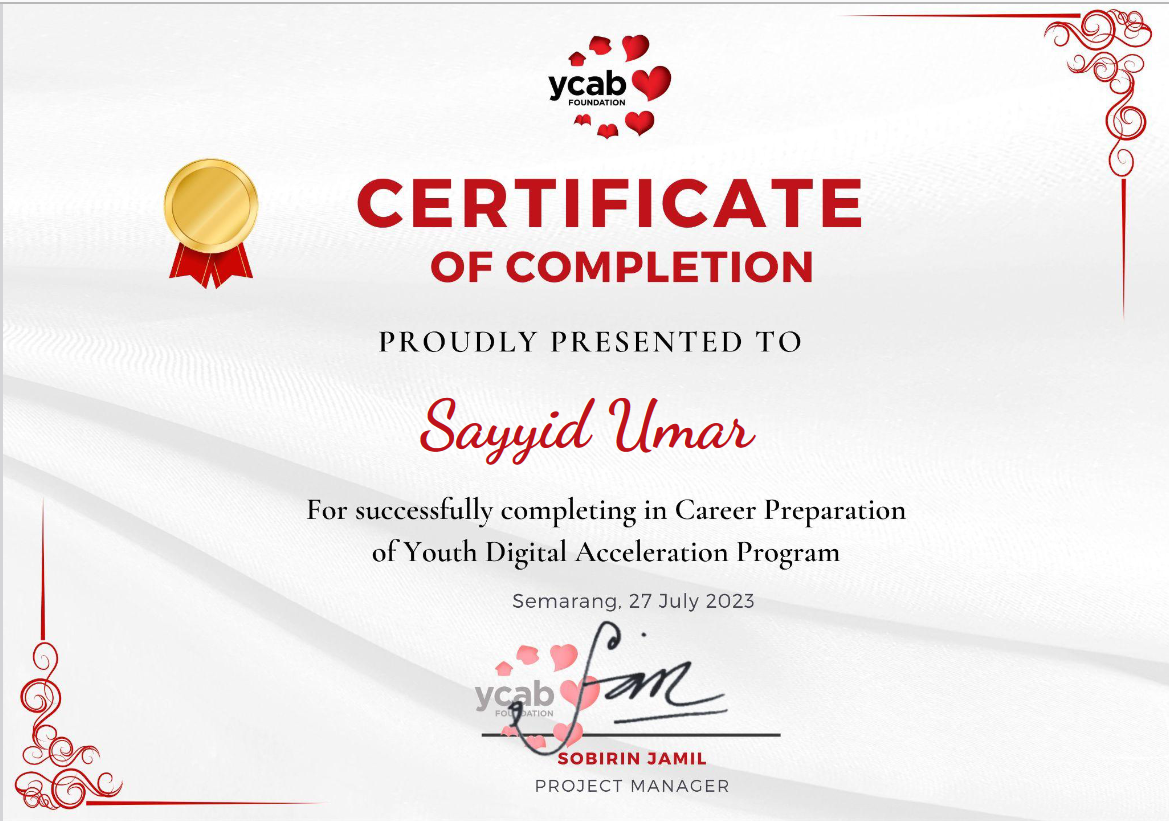 ycab
FOUNDATION
CERTIFICATE
OF COMPLETION
PROUDLY PRESENTED TO
Sayyid Umar
For successfully completing in Career Preparation
of Youth Digital Acceleration Program
Semarang, 27 July 2023
ycab
FOUNDATION
SOBIRIN JAMIL
PROJECT MANAGER